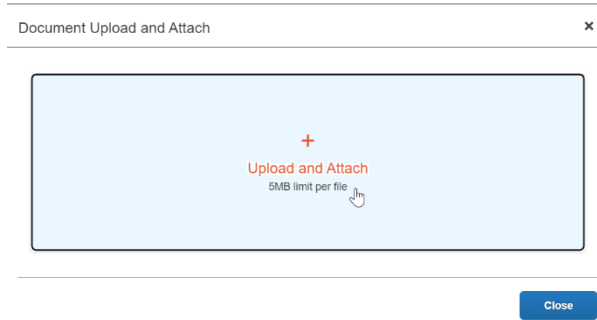 Document Upload and Attach ×
+
Upload and Attach
5MB limit per file
Close